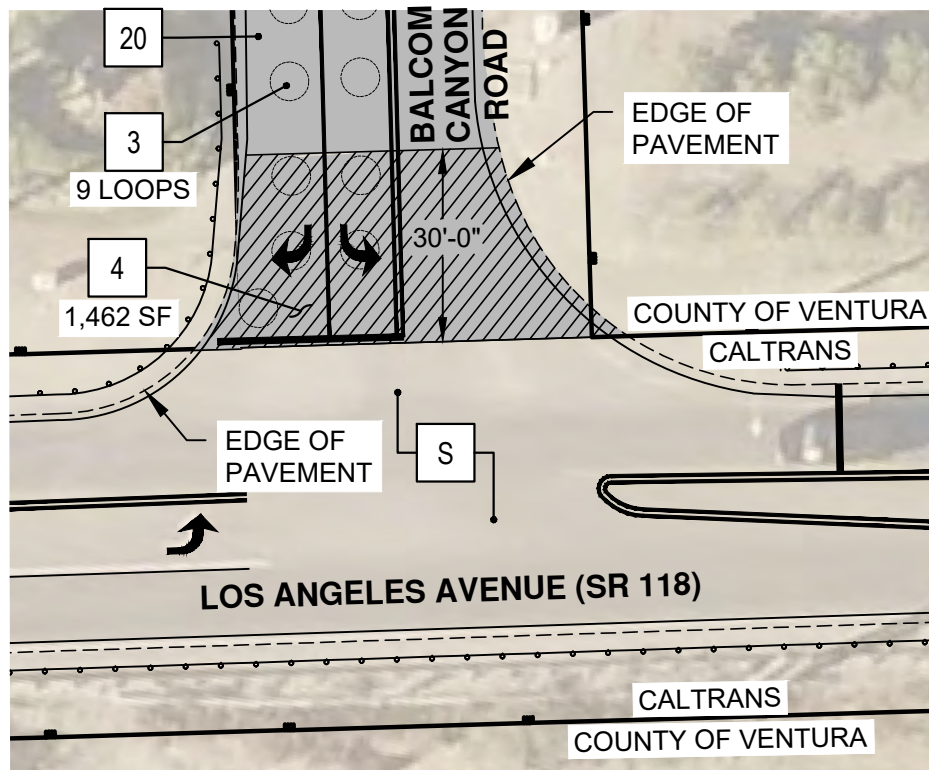 20
BALCOM
CANYON
ROAD
3
9 LOOPS
EDGE OF
PAVEMENT
30'-0"
4
1,462 SF
COUNTY OF VENTURA
CALTRANS
EDGE OF
PAVEMENT
S
LOS ANGELES AVENUE (SR 118)
CALTRANS
COUNTY OF VENTURA